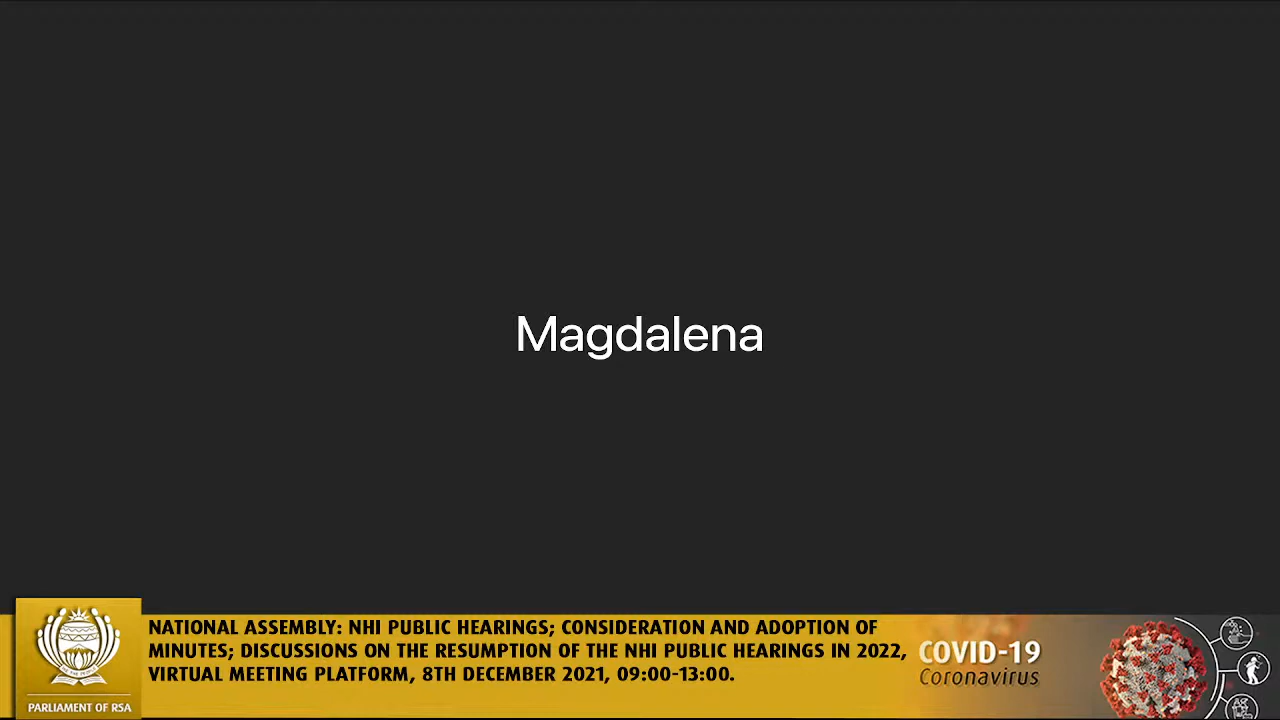 Magdalena
NATIONAL ASSEMBLY: NHI PUBLIC HEARINGS; CONSIDERATION AND ADOPTION OF
MINUTES; DISCUSSIONS ON THE RESUMPTION OF THE NHI PUBLIC HEARINGS IN 2022,
VIRTUAL MEETING PLATFORM, 8TH DECEMBER 2021, 09:00-13:00.
COVID-19
Coronavirus
PARLIAMENT OF RSA